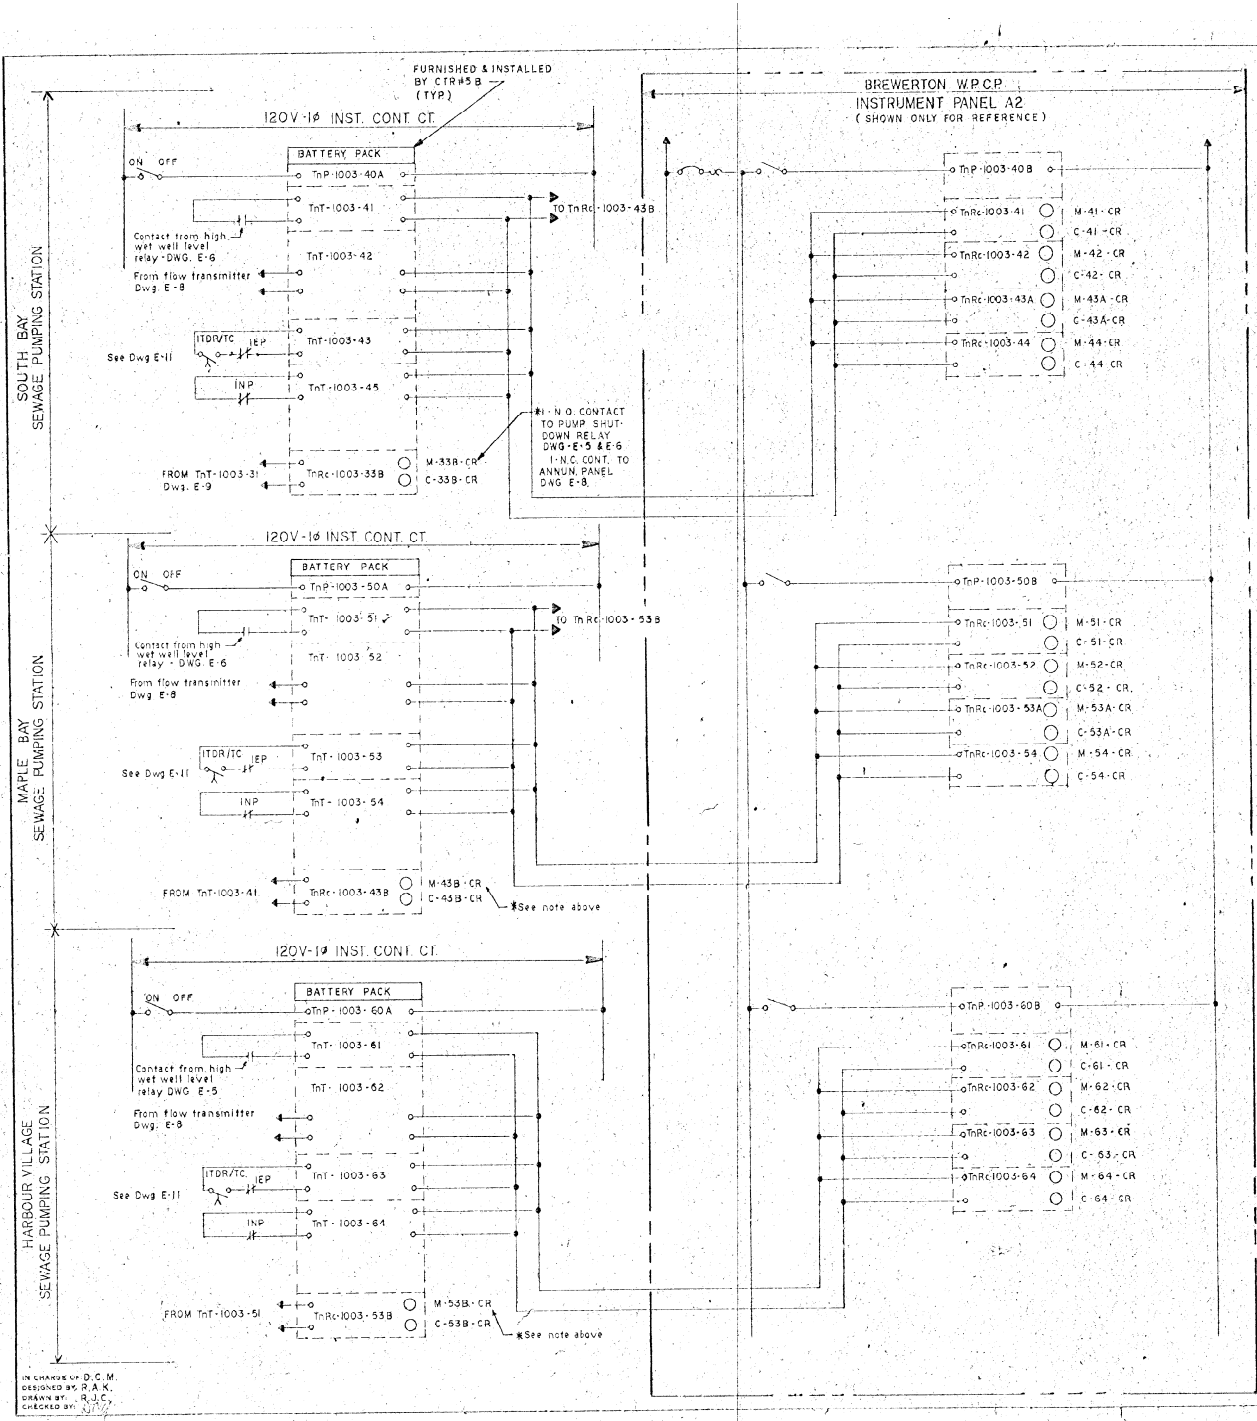 FURNISHED & INSTALLED
BY CTR#5B
(TYP.)
BREWERTON W.P.C.P.
INSTRUMENT PANEL A2
( SHOWN ONLY FOR REFERENCE )
SOUTH BAY
SEWAGE PUMPING STATION
120V-1Ø INST. CONT. CT.
ON OFF
BATTERY PACK
TnP-1003-40A
TnT-1003-41
TO TnRc-1003-43B
Contact from high
wet well level
relay-DWG. E-6
TnT-1003-42
From flow transmitter
Dwg. E-8
ITDR/TC IEP
TnT-1003-43
See Dwg E-11
INP
TnT-1003-45
*1-N.O. CONTACT
TO PUMP SHUT-
DOWN RELAY
DWG-E-5 & E-6
1-N.C. CONT. TO
ANNUN. PANEL
DWG E-8.
FROM TnT-1003-31
Dwg. E-9
TnRc-1003-33B
M-33B-CR
C-33B-CR
TnP-1003-40B
TnRc-1003-41 M-41-CR
C-41-CR
TnRc-1003-42 M-42-CR
C-42-CR
TnRc-1003-43A M-43A-CR
C-43A-CR
TnRc-1003-44 M-44-CR
C-44 CR
MAPLE BAY
SEWAGE PUMPING STATION
120V-1Ø INST. CONT. CT.
ON OFF
BATTERY PACK
TnP-1003-50A
TnT-1003-51
TO TnRc-1003-53B
Contact from high
wet well level
relay - DWG. E-6
TnT-1003-52
From flow transmitter
Dwg E-8
ITDR/TC IEP
TnT-1003-53
See Dwg E-11
INP
TnT-1003-54
FROM TnT-1003-41
TnRc-1003-43B
M-43B-CR
C-43B-CR
*See note above
TnP-1003-50B
TnRc-1003-51 M-51-CR
C-51-CR
TnRc-1003-52 M-52-CR
C-52-CR
TnRc-1003-53A M-53A-CR
C-53A-CR
TnRc-1003-54 M-54-CR
C-54-CR
HARBOUR VILLAGE
SEWAGE PUMPING STATION
120V-1Ø INST. CONT. CT.
ON OFF
BATTERY PACK
TnP-1003-60A
TnT-1003-61
Contact from high
wet well level
relay DWG E-5
TnT-1003-62
From flow transmitter
Dwg. E-8
ITDR/TC. IEP
TnT-1003-63
See Dwg E-11
INP
TnT-1003-64
FROM TnT-1003-51
TnRc-1003-53B
M-53B-CR
C-53B-CR
*See note above
TnP-1003-60B
TnRc-1003-61 M-61-CR
C-61-CR
TnRc-1003-62 M-62-CR
C-62-CR
TnRc-1003-63 M-63-CR
C-63-CR
TnRc-1003-64 M-64-CR
C-64-CR
IN CHARGE OF: D.C.M.
DESIGNED BY: R.A.K.
DRAWN BY: R.J.C.
CHECKED BY: